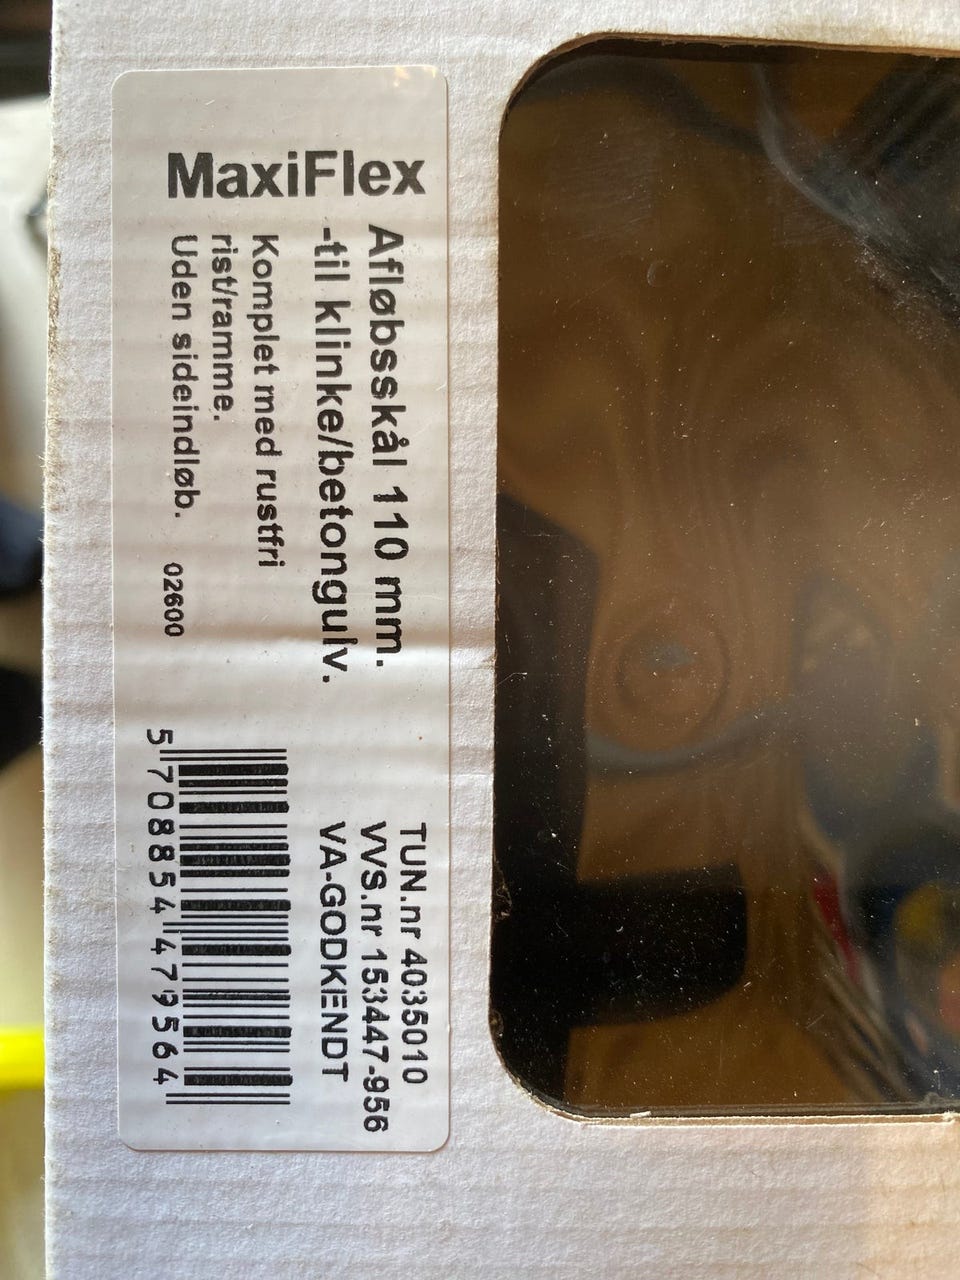 MaxiFlex
Afløbsskål 110 mm.
-til klinke/betongulv.
Komplet med rustfri
rist/ramme.
Uden sideindløb. 02600
TUN.nr 4035010
VVS.nr 153447-956
VA-GODKENDT
5 708854 479564